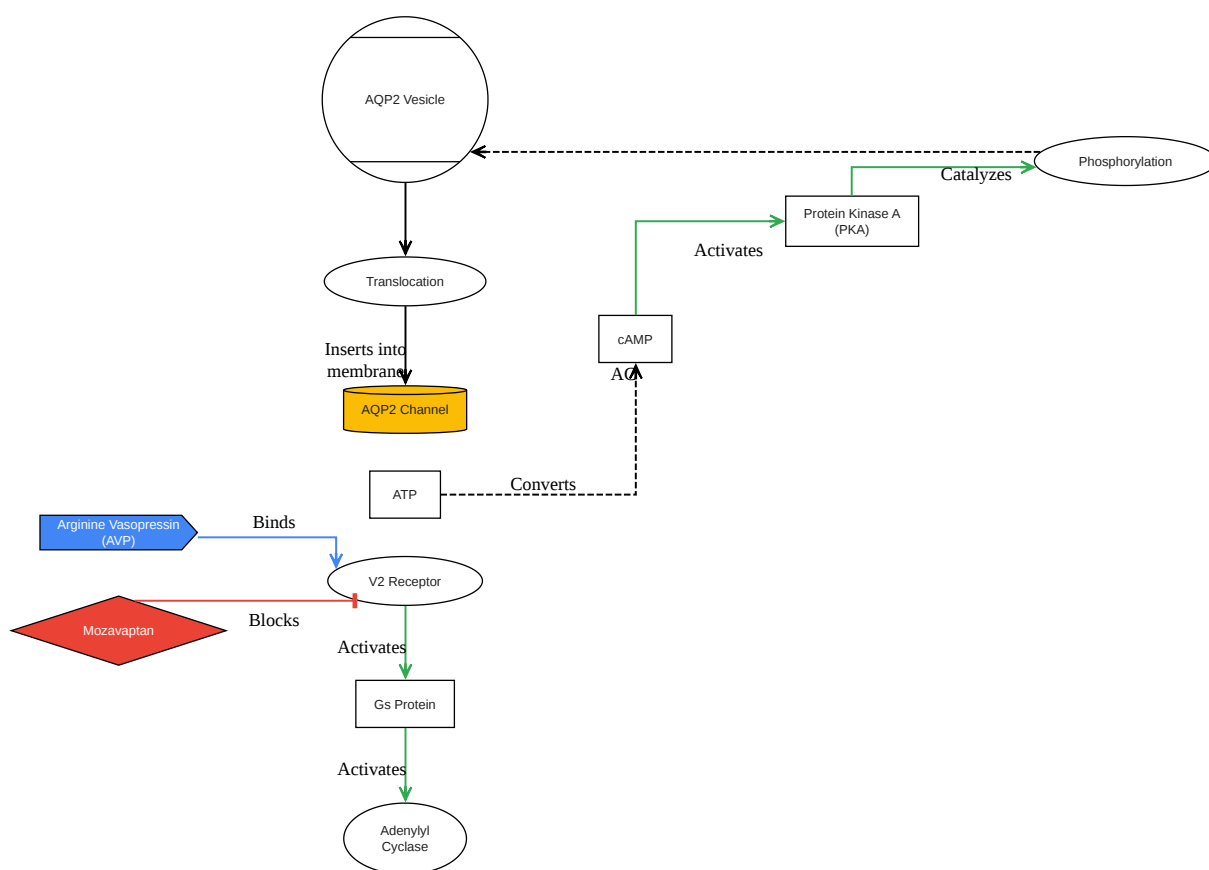 AQP2 Vesicle
Phosphorylation
Catalyzes
Protein Kinase A
(PKA)
Activates
Translocation
cAMP
Inserts into
membrane
AC
AQP2 Channel
ATP
Converts
Arginine Vasopressin
(AVP)
Binds
V2 Receptor
Mozavaptan
Blocks
Activates
Gs Protein
Activates
Adenylyl
Cyclase